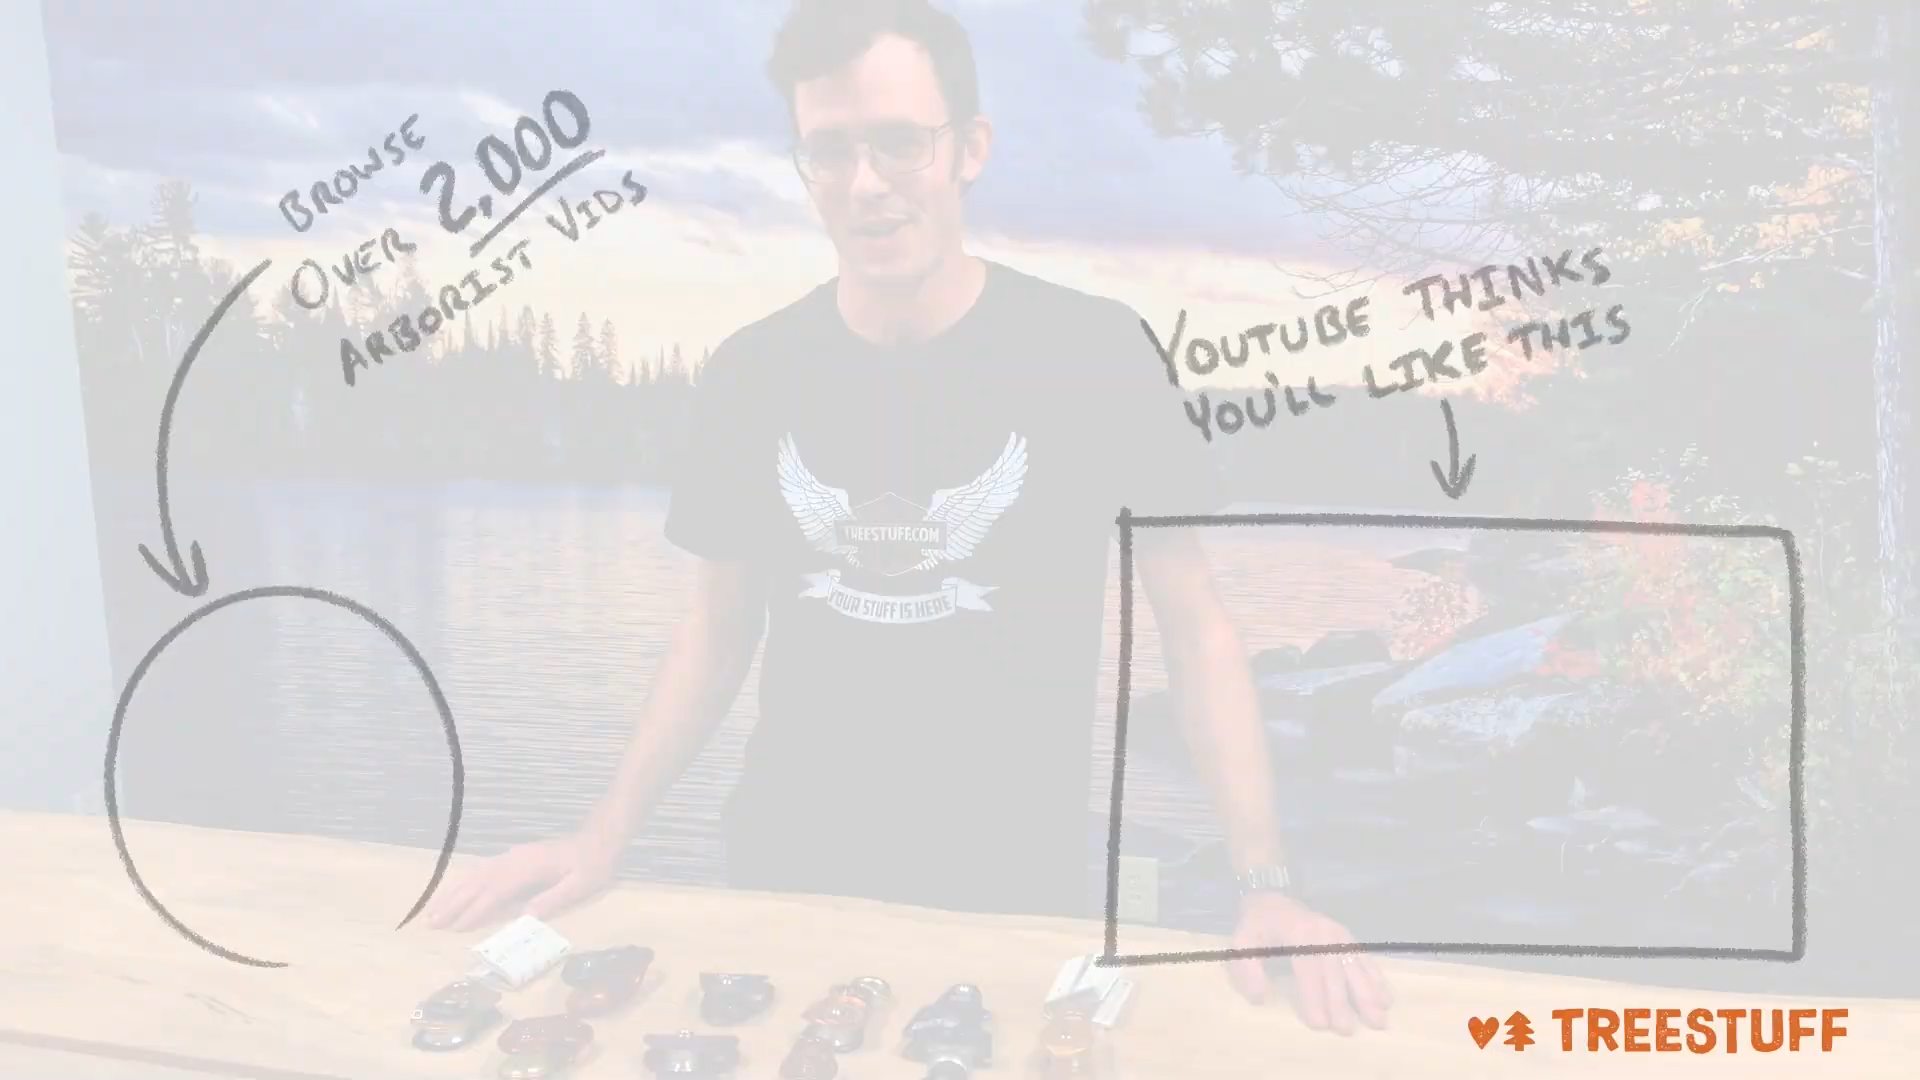 BROWSE
OVER 2,000
ARBORIST VIDS
YOUTUBE THINKS
YOU'LL LIKE THIS
TREESTUFF.COM
YOUR STUFF IS HERE
TREESTUFF